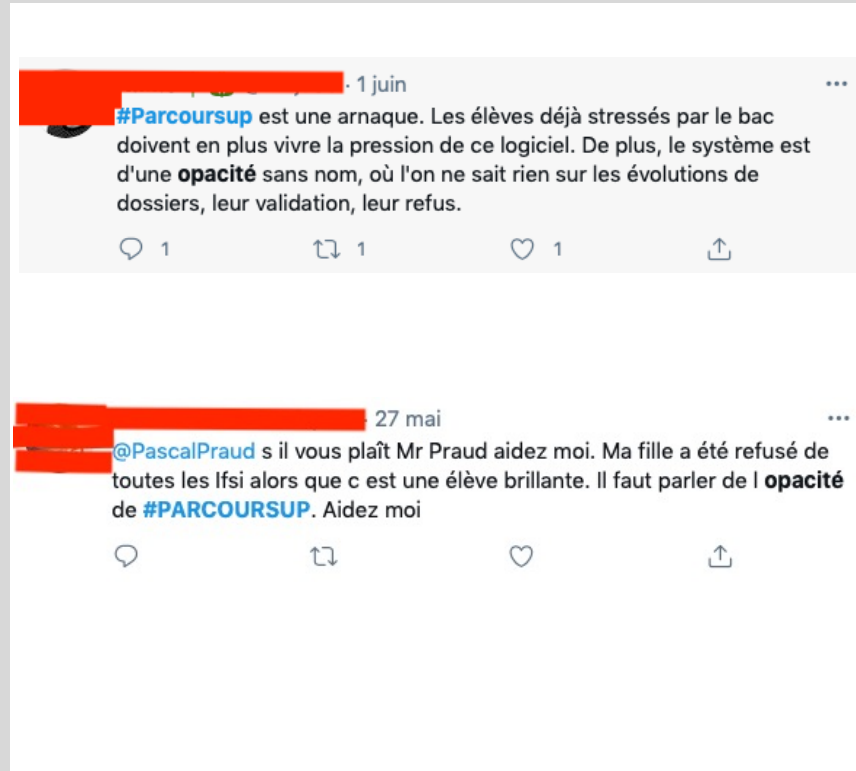 · 1 juin
#Parcoursup est une arnaque. Les élèves déjà stressés par le bac
doivent en plus vivre la pression de ce logiciel. De plus, le système est
d'une opacité sans nom, où l'on ne sait rien sur les évolutions de
dossiers, leur validation, leur refus.
1 1 1
27 mai
@PascalPraud s il vous plaît Mr Praud aidez moi. Ma fille a été refusé de
toutes les Ifsi alors que c est une élève brillante. Il faut parler de l opacité
de #PARCOURSUP. Aidez moi